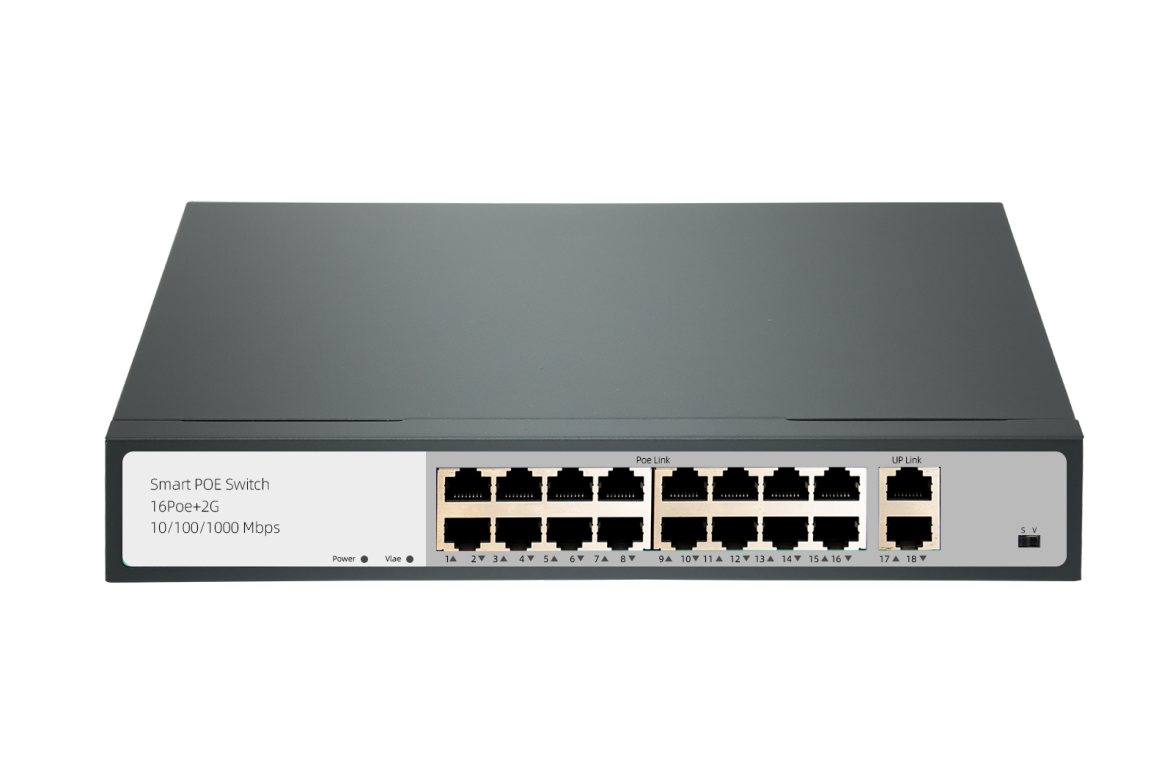 Smart POE Switch
16Poe+2G
10/100/1000 Mbps
Power
Vlae
Poe Link
1▲ 2▼ 3▲ 4▼ 5▲ 6▼ 7▲ 8▼
9▲ 10▼ 11▲ 12▼ 13▲ 14▼ 15▲ 16▼
UP Link
17▲ 18▼
S V